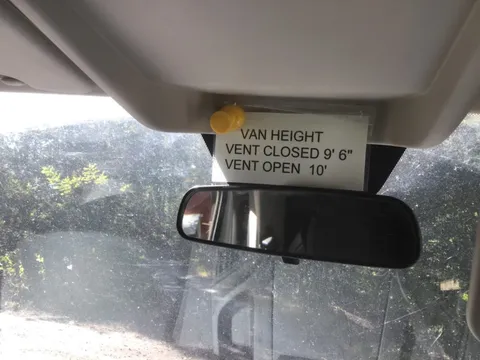 VAN HEIGHT
VENT CLOSED 9' 6"
VENT OPEN 10'